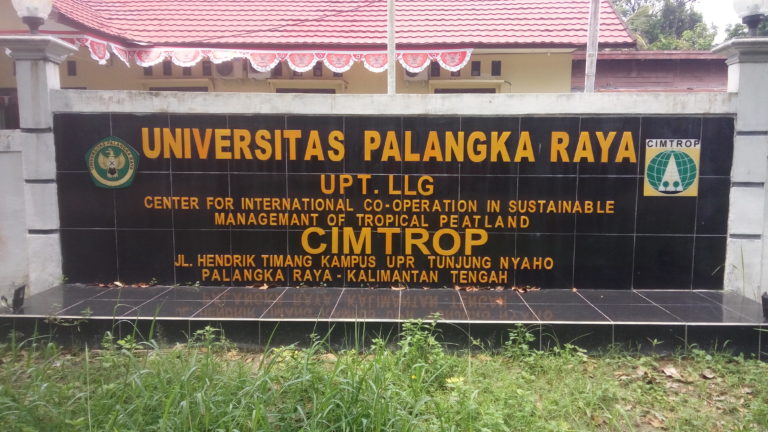 UNIVERSITAS PALANGKA RAYA
CIMTROP
UPT. LLG
CENTER FOR INTERNATIONAL CO-OPERATION IN SUSTAINABLE
MANAGEMANT OF TROPICAL PEATLAND
CIMTROP
JL. HENDRIK TIMANG KAMPUS UPR TUNJUNG NYAHO
PALANGKA RAYA - KALIMANTAN TENGAH